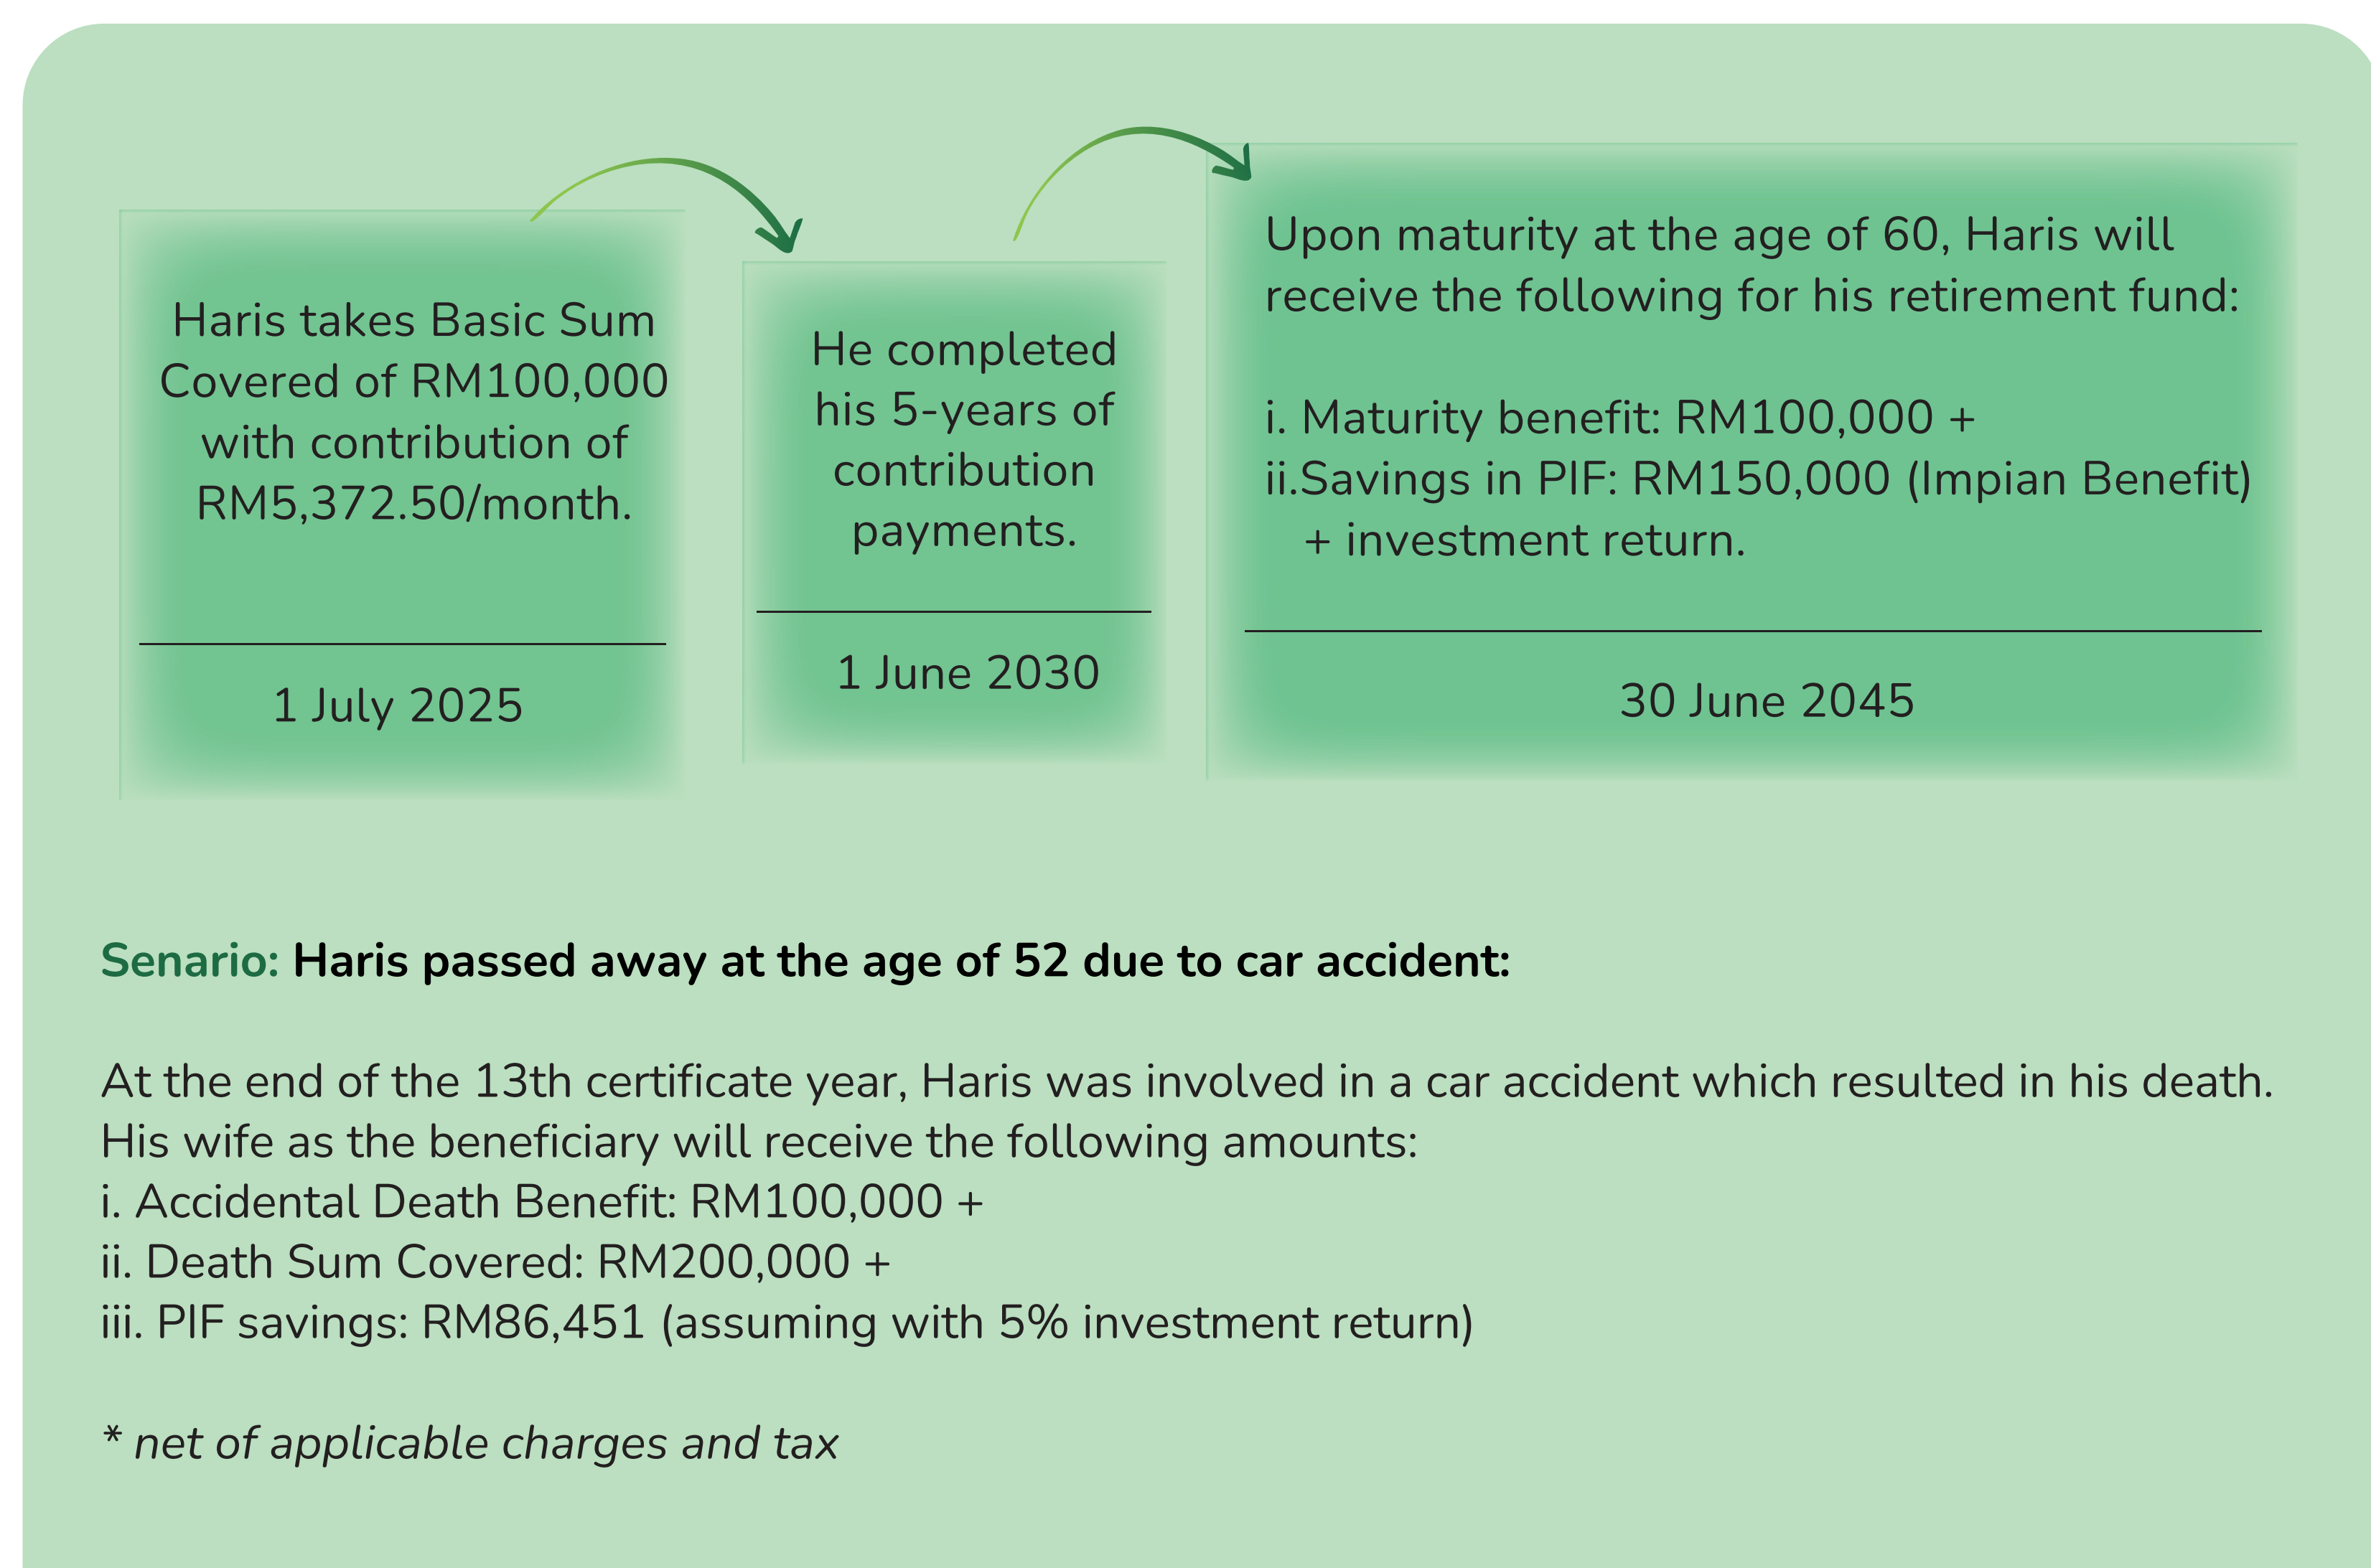 Haris takes Basic Sum
Covered of RM100,000
with contribution of
RM5,372.50/month.
1 July 2025
He completed
his 5-years of
contribution
payments.
1 June 2030
Upon maturity at the age of 60, Haris will
receive the following for his retirement fund:
i. Maturity benefit: RM100,000 +
ii.Savings in PIF: RM150,000 (Impian Benefit)
+ investment return.
30 June 2045
Senario: Haris passed away at the age of 52 due to car accident:
At the end of the 13th certificate year, Haris was involved in a car accident which resulted in his death.
His wife as the beneficiary will receive the following amounts:
i. Accidental Death Benefit: RM100,000 +
ii. Death Sum Covered: RM200,000 +
iii. PIF savings: RM86,451 (assuming with 5% investment return)
* net of applicable charges and tax